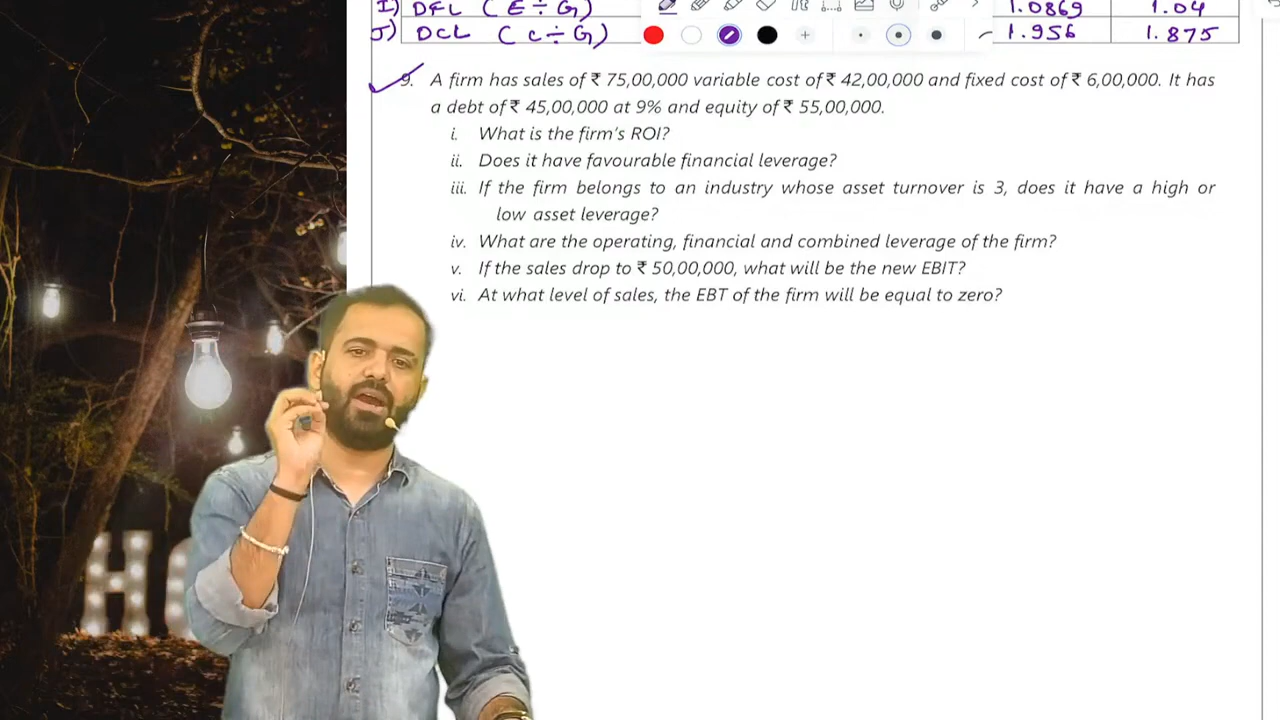 I) DFL (E ÷ G) 1.0869 1.04
J) DCL (C ÷ G) 1.956 1.875
9. A firm has sales of ₹ 75,00,000 variable cost of ₹ 42,00,000 and fixed cost of ₹ 6,00,000. It has
a debt of ₹ 45,00,000 at 9% and equity of ₹ 55,00,000.
i. What is the firm's ROI?
ii. Does it have favourable financial leverage?
iii. If the firm belongs to an industry whose asset turnover is 3, does it have a high or
low asset leverage?
iv. What are the operating, financial and combined leverage of the firm?
v. If the sales drop to ₹ 50,00,000, what will be the new EBIT?
vi. At what level of sales, the EBT of the firm will be equal to zero?
HO